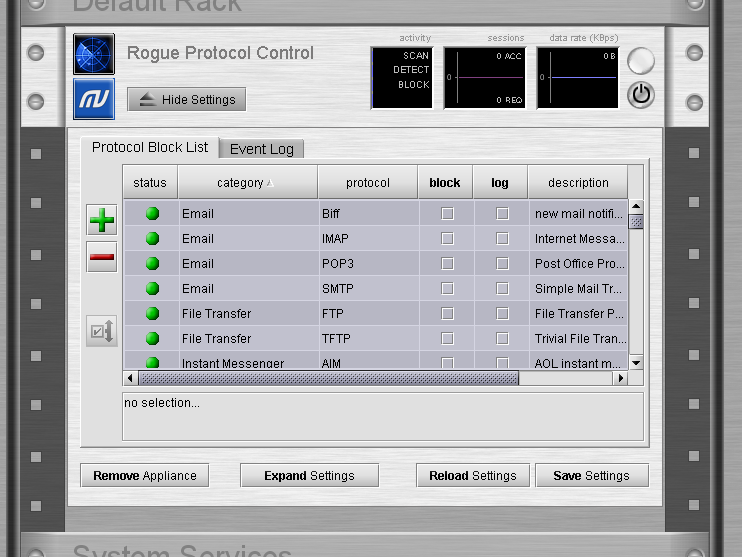 Default Rack
Rogue Protocol Control
Hide Settings
activity
SCAN
DETECT
BLOCK
sessions
0 ACC
0
0 REQ
data rate (KBps)
0 B
0
Protocol Block List
Event Log
status category protocol block log description
Email Biff new mail notifi...
Email IMAP Internet Messa...
Email POP3 Post Office Pro...
Email SMTP Simple Mail Tr...
File Transfer FTP File Transfer P...
File Transfer TFTP Trivial File Tran...
Instant Messenger AIM AOL instant m...
no selection...
Remove Appliance
Expand Settings
Reload Settings
Save Settings
System Services